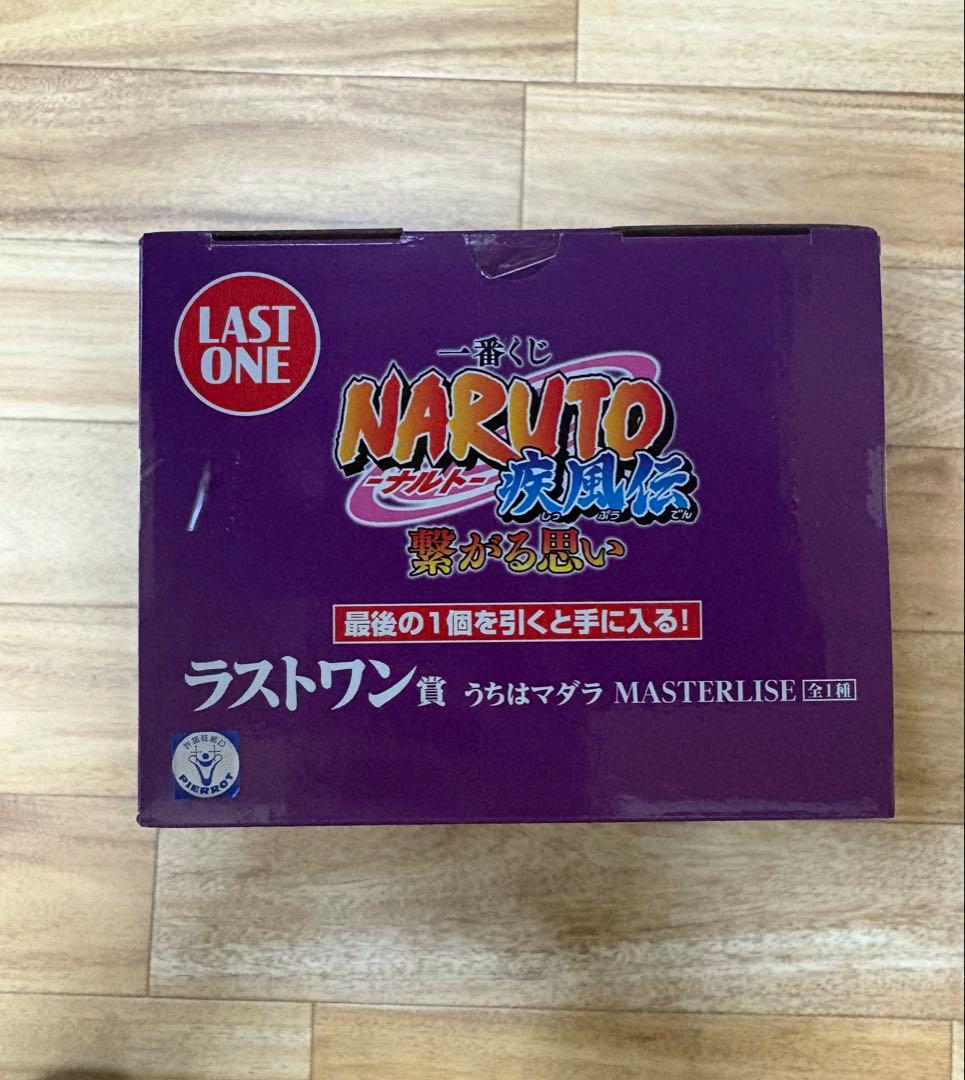 LAST
ONE
一番くじ
NARUTO
-ナルト-
疾風伝
しっ ぷう でん
繋がる思い
最後の1個を引くと手に入る!
ラストワン賞 うちはマダラ MASTERLISE 全1種
PIERROT